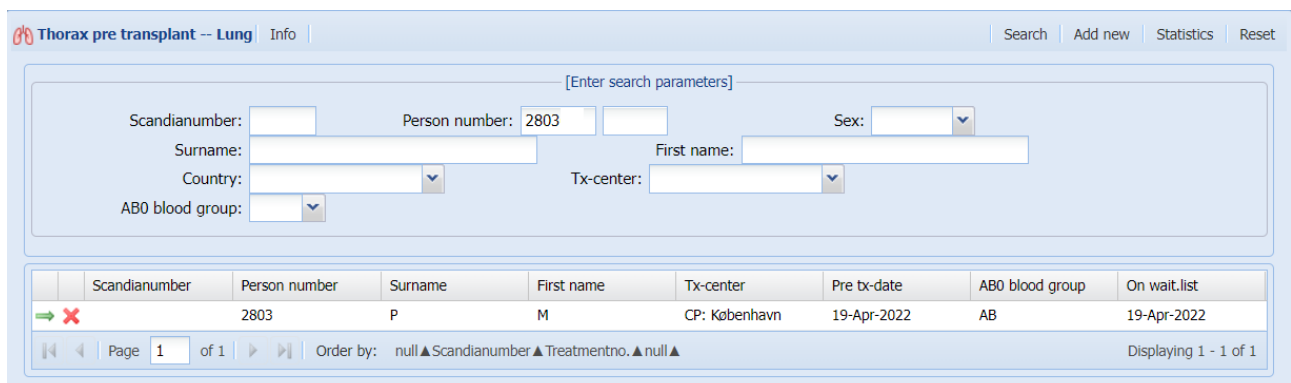 Thorax pre transplant -- Lung Info Search Add new Statistics Reset
[Enter search parameters]
Scandianumber: Person number: 2803 Sex:
Surname: First name:
Country: Tx-center:
AB0 blood group:
Scandianumber Person number Surname First name Tx-center Pre tx-date AB0 blood group On wait.list
2803 P M CP: København 19-Apr-2022 AB 19-Apr-2022
Page 1 of 1 Order by: null▲Scandianumber▲Treatmentno.▲null▲ Displaying 1 - 1 of 1